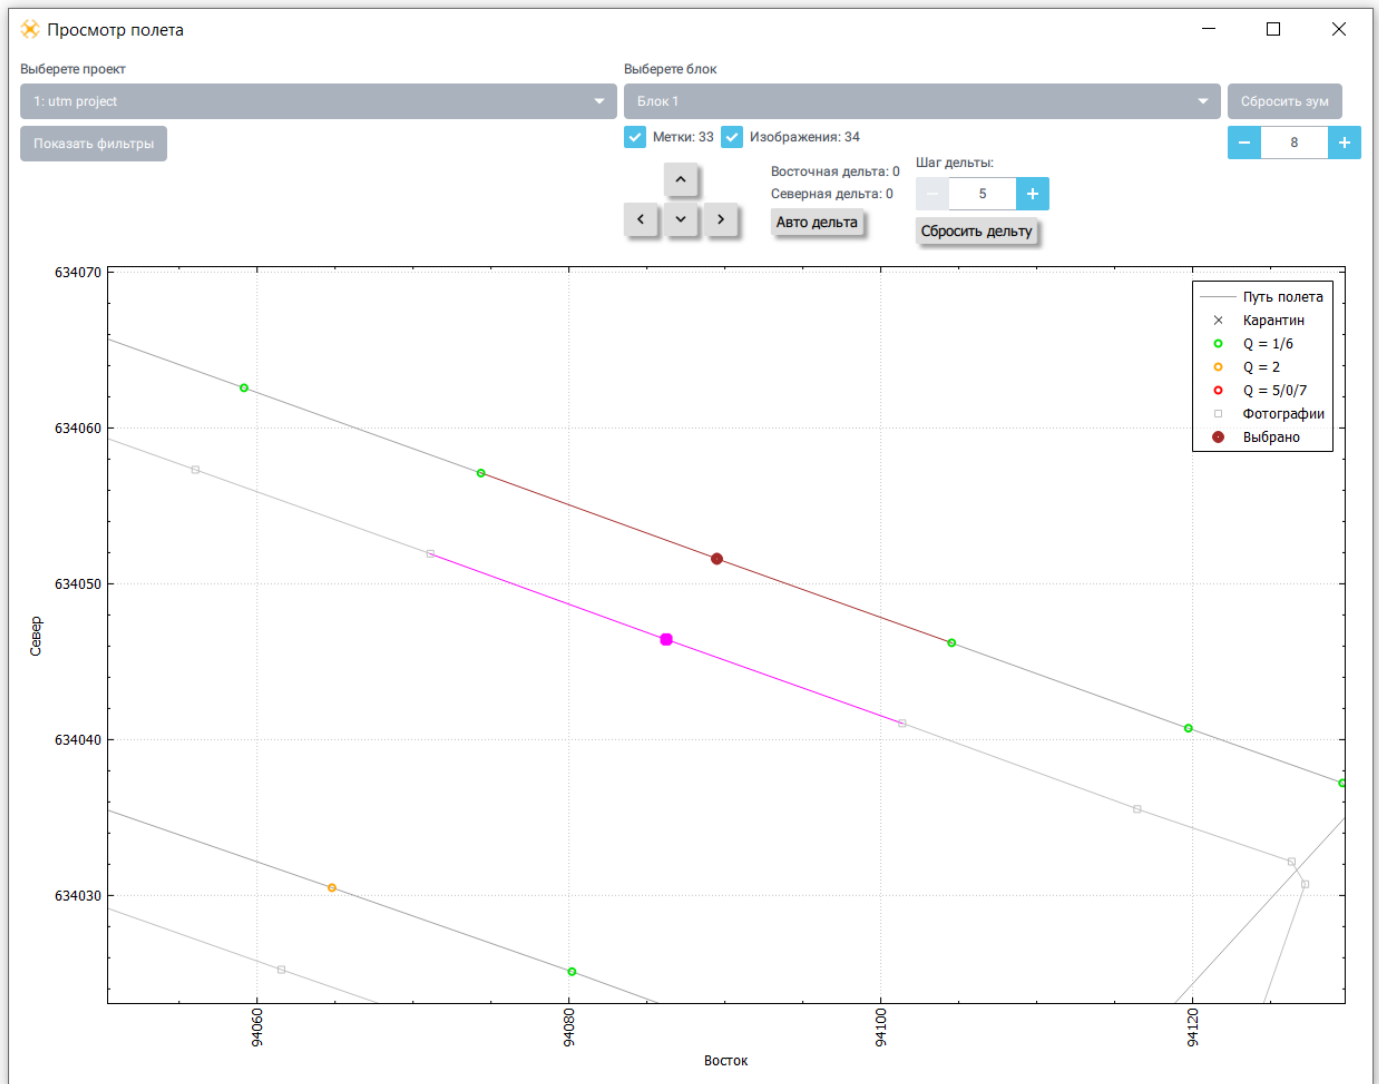 Просмотр полета
Выберете проект
Выберете блок
1: utm project
Блок 1
Сбросить зум
Показать фильтры
Метки: 33
Изображения: 34
8
Восточная дельта: 0
Северная дельта: 0
Авто дельта
Шаг дельты:
5
Сбросить дельту
634070
634060
634050
634040
634030
Север
Путь полета
Карантин
Q = 1/6
Q = 2
Q = 5/0/7
Фотографии
Выбрано
94060
94080
94100
94120
Восток